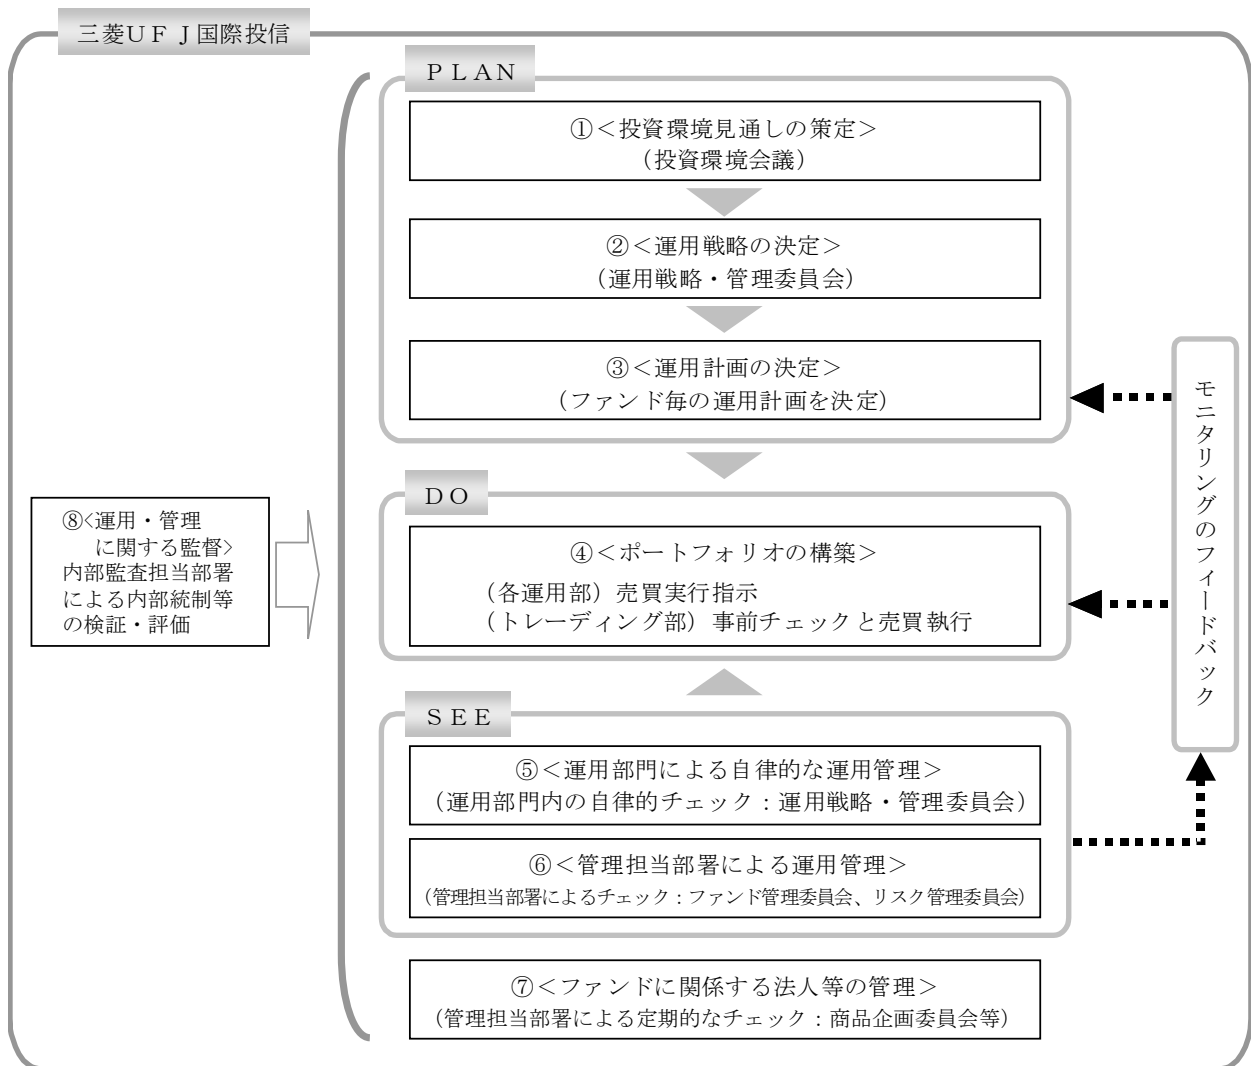 三菱ＵＦＪ国際投信
ＰＬＡＮ
①＜投資環境見通しの策定＞
（投資環境会議）
②＜運用戦略の決定＞
（運用戦略・管理委員会）
③＜運用計画の決定＞
（ファンド毎の運用計画を決定）
ＤＯ
④＜ポートフォリオの構築＞
（各運用部）売買実行指示
（トレーディング部）事前チェックと売買執行
ＳＥＥ
⑤＜運用部門による自律的な運用管理＞
（運用部門内の自律的チェック：運用戦略・管理委員会）
⑥＜管理担当部署による運用管理＞
（管理担当部署によるチェック：ファンド管理委員会、リスク管理委員会）
⑦＜ファンドに関係する法人等の管理＞
（管理担当部署による定期的なチェック：商品企画委員会等）
⑧<運用・管理
に関する監督>
内部監査担当部署
による内部統制等
の検証・評価
モニタリングのフィードバック